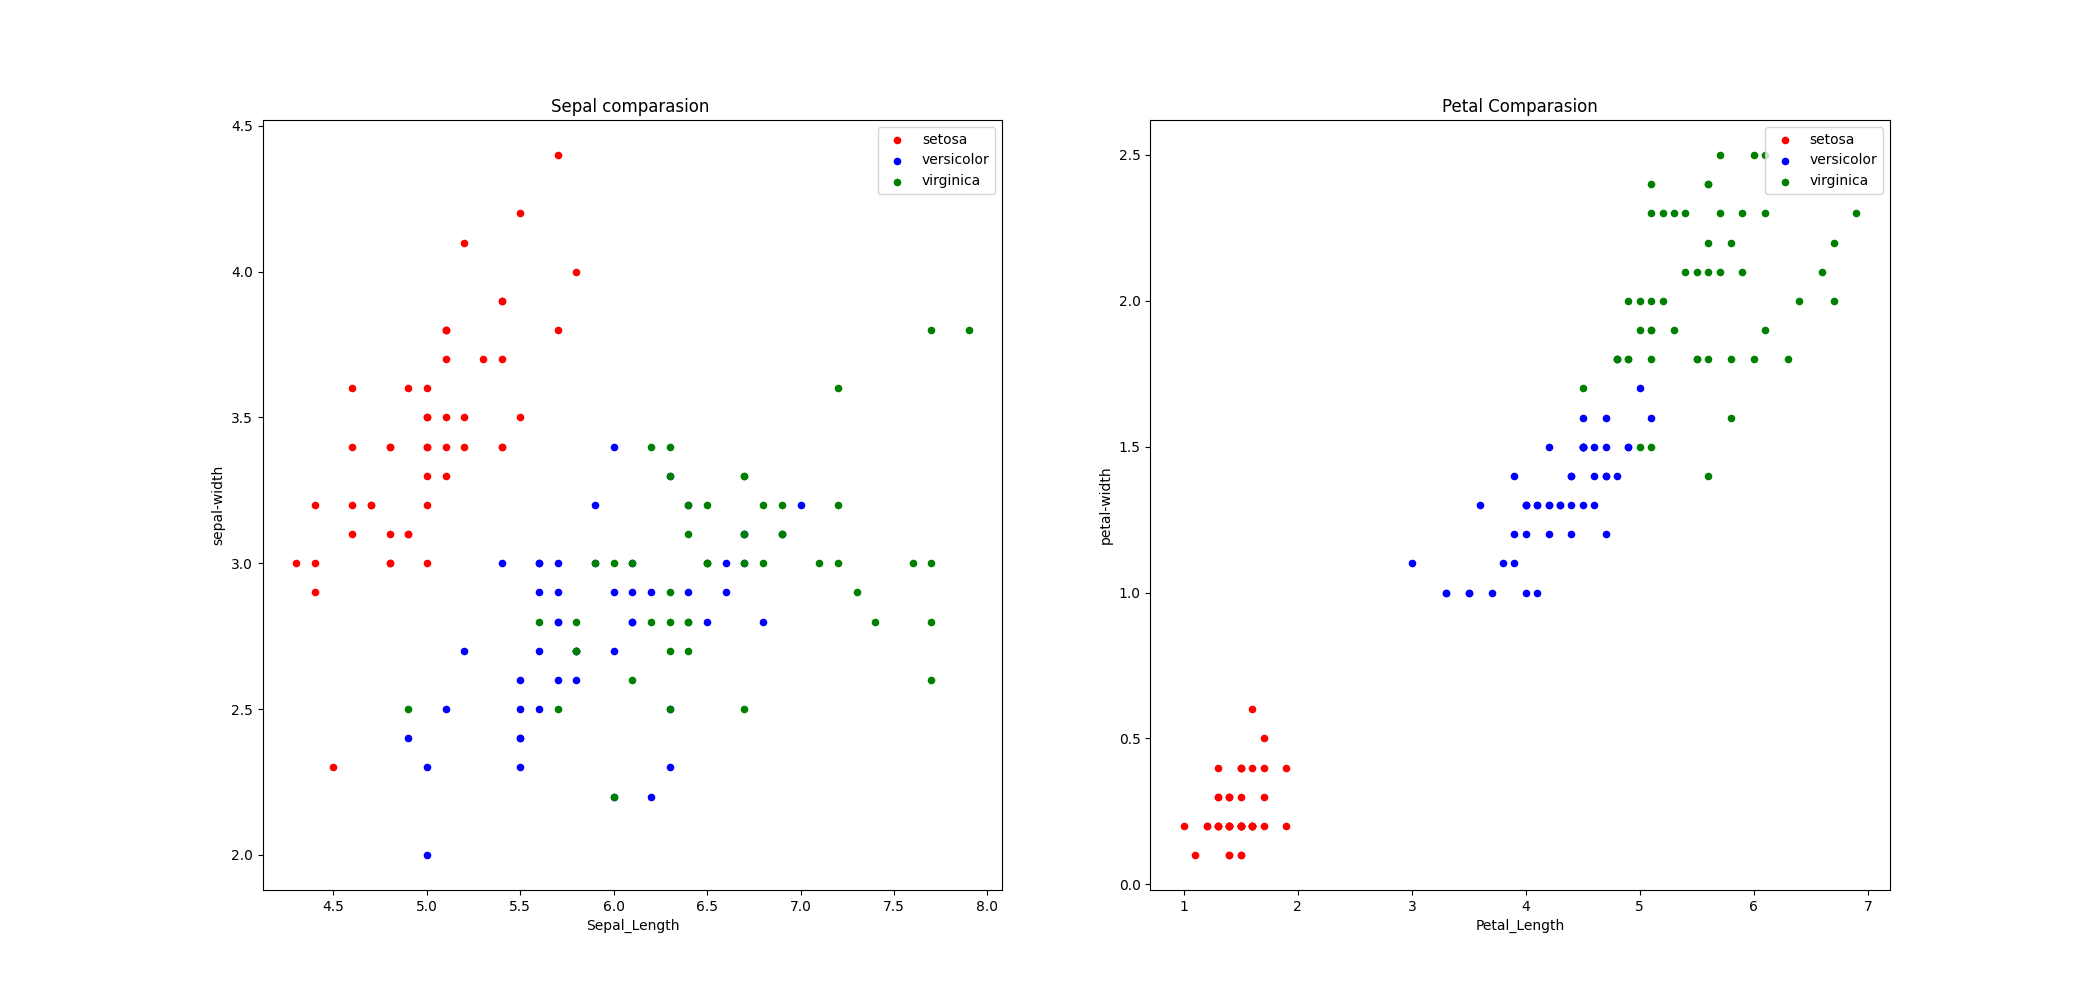 Sepal comparasion
setosa
versicolor
virginica
4.5
4.0
3.5
3.0
2.5
2.0
sepal-width
4.5 5.0 5.5 6.0 6.5 7.0 7.5 8.0
Sepal_Length
Petal Comparasion
setosa
versicolor
virginica
2.5
2.0
1.5
1.0
0.5
0.0
petal-width
1 2 3 4 5 6 7
Petal_Length